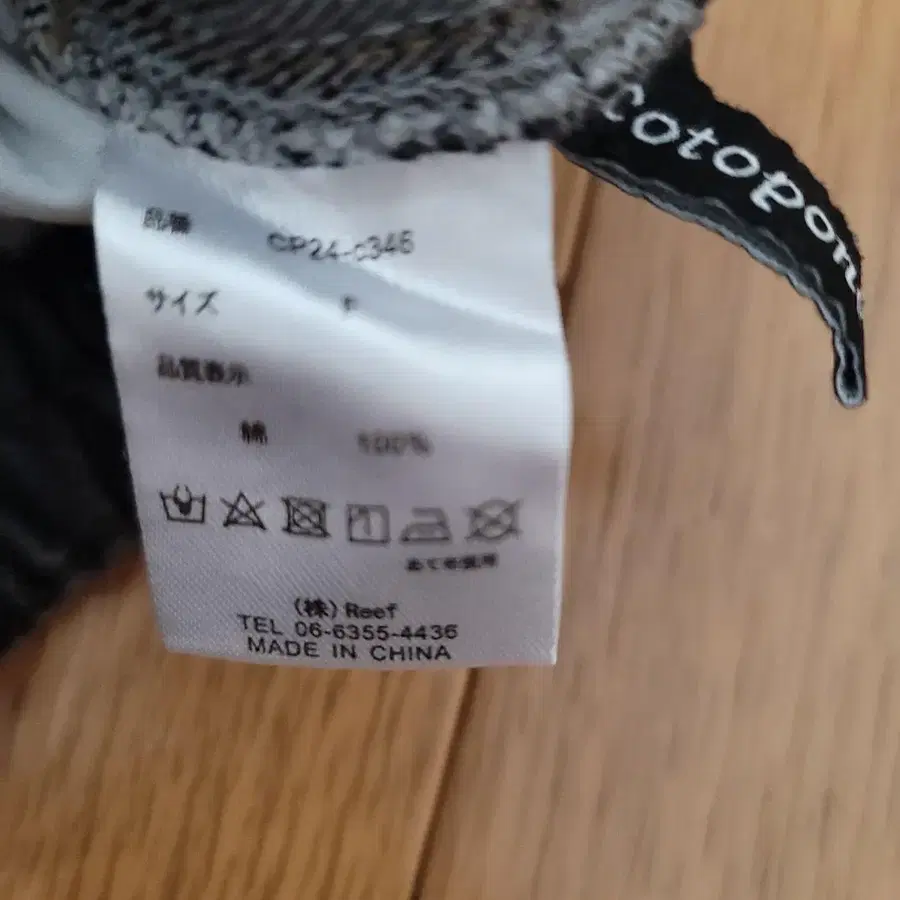 cotopon
品番 CP24-c346
サイズ F
品質表示
綿 100%
あて布使用
(株)Reef
TEL 06-6355-4436
MADE IN CHINA